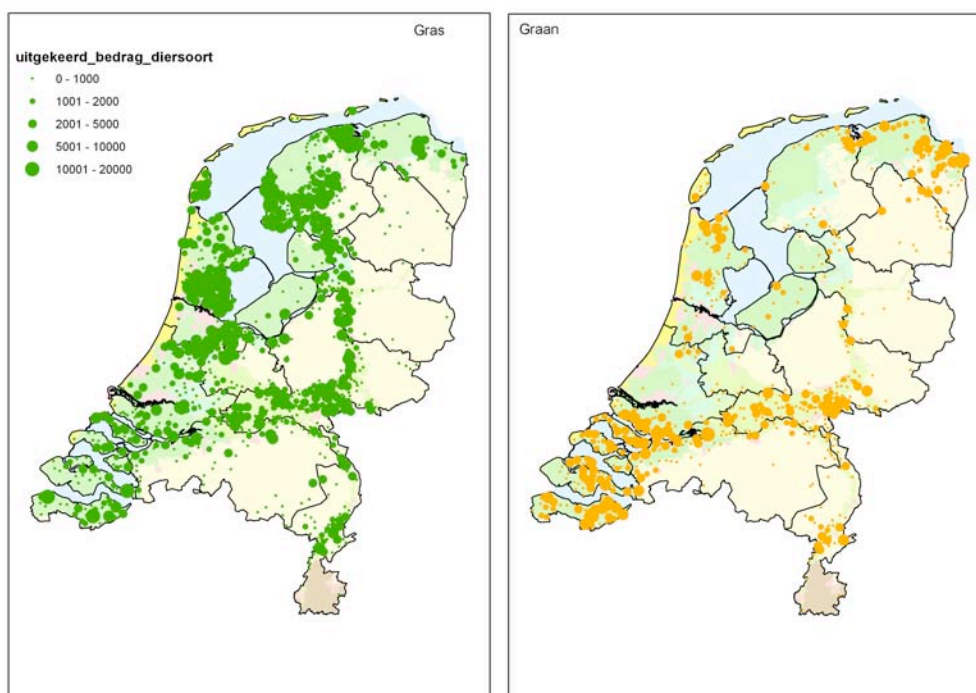 Gras
uitgekeerd_bedrag_diersoort
0 - 1000
1001 - 2000
2001 - 5000
5001 - 10000
10001 - 20000
Graan